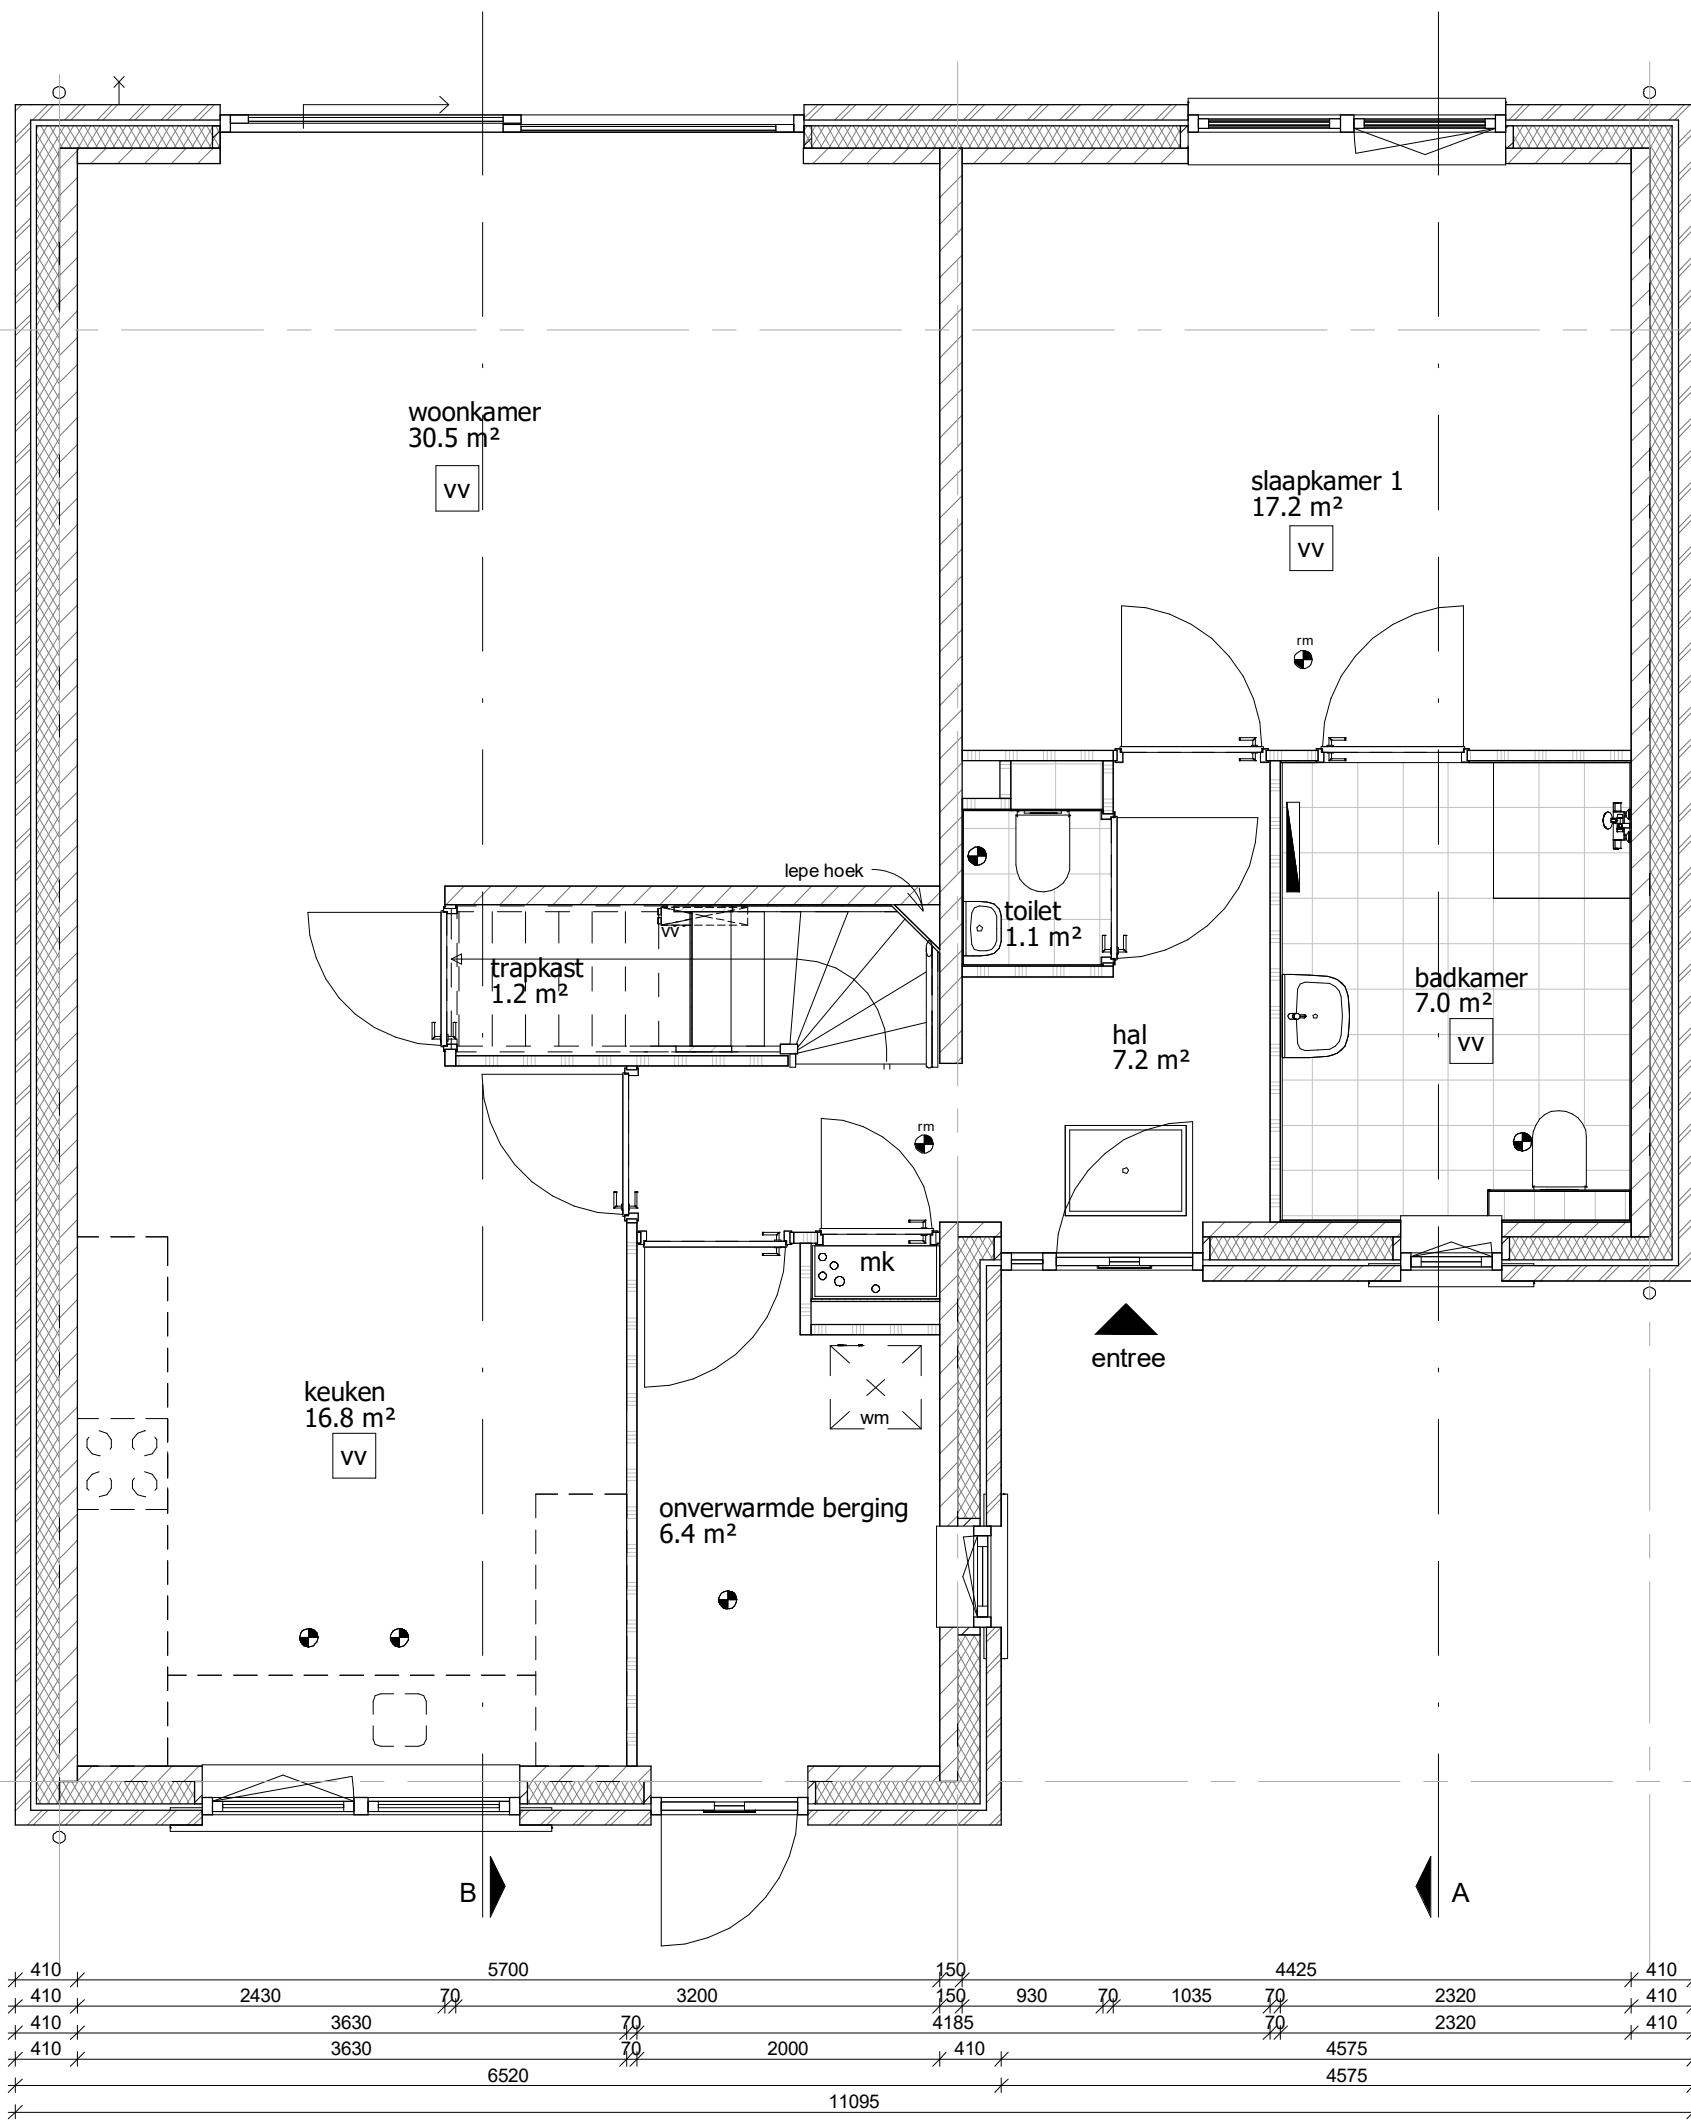 woonkamer
30.5 m²
vv
slaapkamer 1
17.2 m²
vv
rm
lepe hoek
toilet
1.1 m²
vv
trapkast
1.2 m²
badkamer
7.0 m²
vv
hal
7.2 m²
rm
mk
entree
keuken
16.8 m²
vv
wm
onverwarmde berging
6.4 m²
B
A
410 5700 150 4425 410
410 2430 70 3200 150 930 70 1035 70 2320 410
410 3630 70 4185 70 2320 410
410 3630 70 2000 410 4575
6520 4575
11095